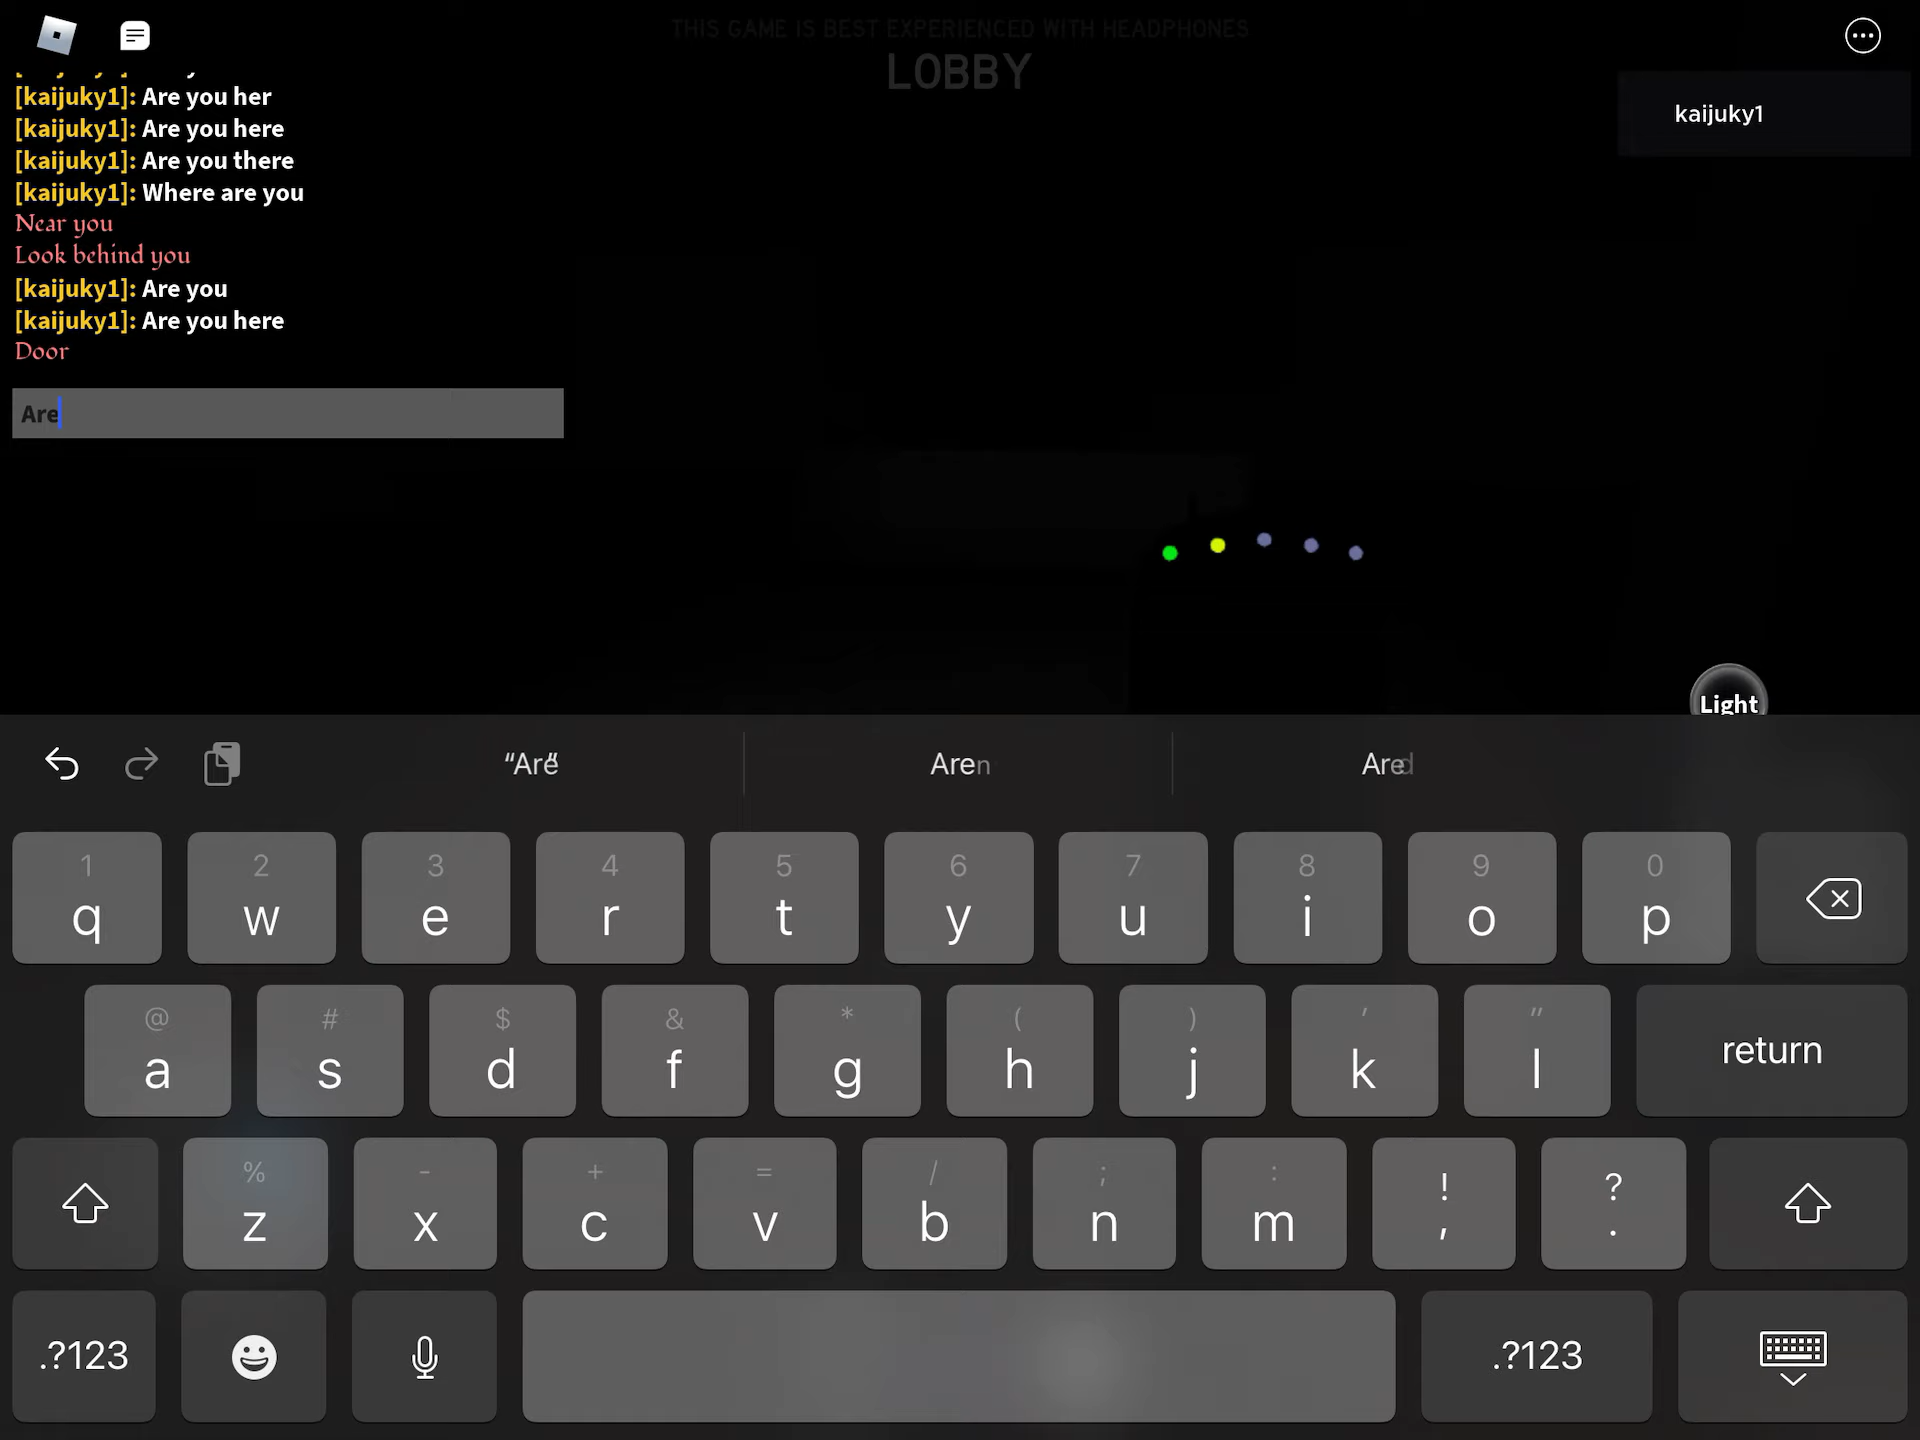 THIS GAME IS BEST EXPERIENCED WITH HEADPHONES
LOBBY
kaijuky1
[kaijuky1]: Are you her
[kaijuky1]: Are you here
[kaijuky1]: Are you there
[kaijuky1]: Where are you
Near you
Look behind you
[kaijuky1]: Are you
[kaijuky1]: Are you here
Door
Are
Light
“Are” Aren Ared
1 2 3 4 5 6 7 8 9 0
q w e r t y u i o p
@ # $ & * ( ) ' "
a s d f g h j k l return
% - + = / ; : ! ?
z x c v b n m , .
.?123 .?123